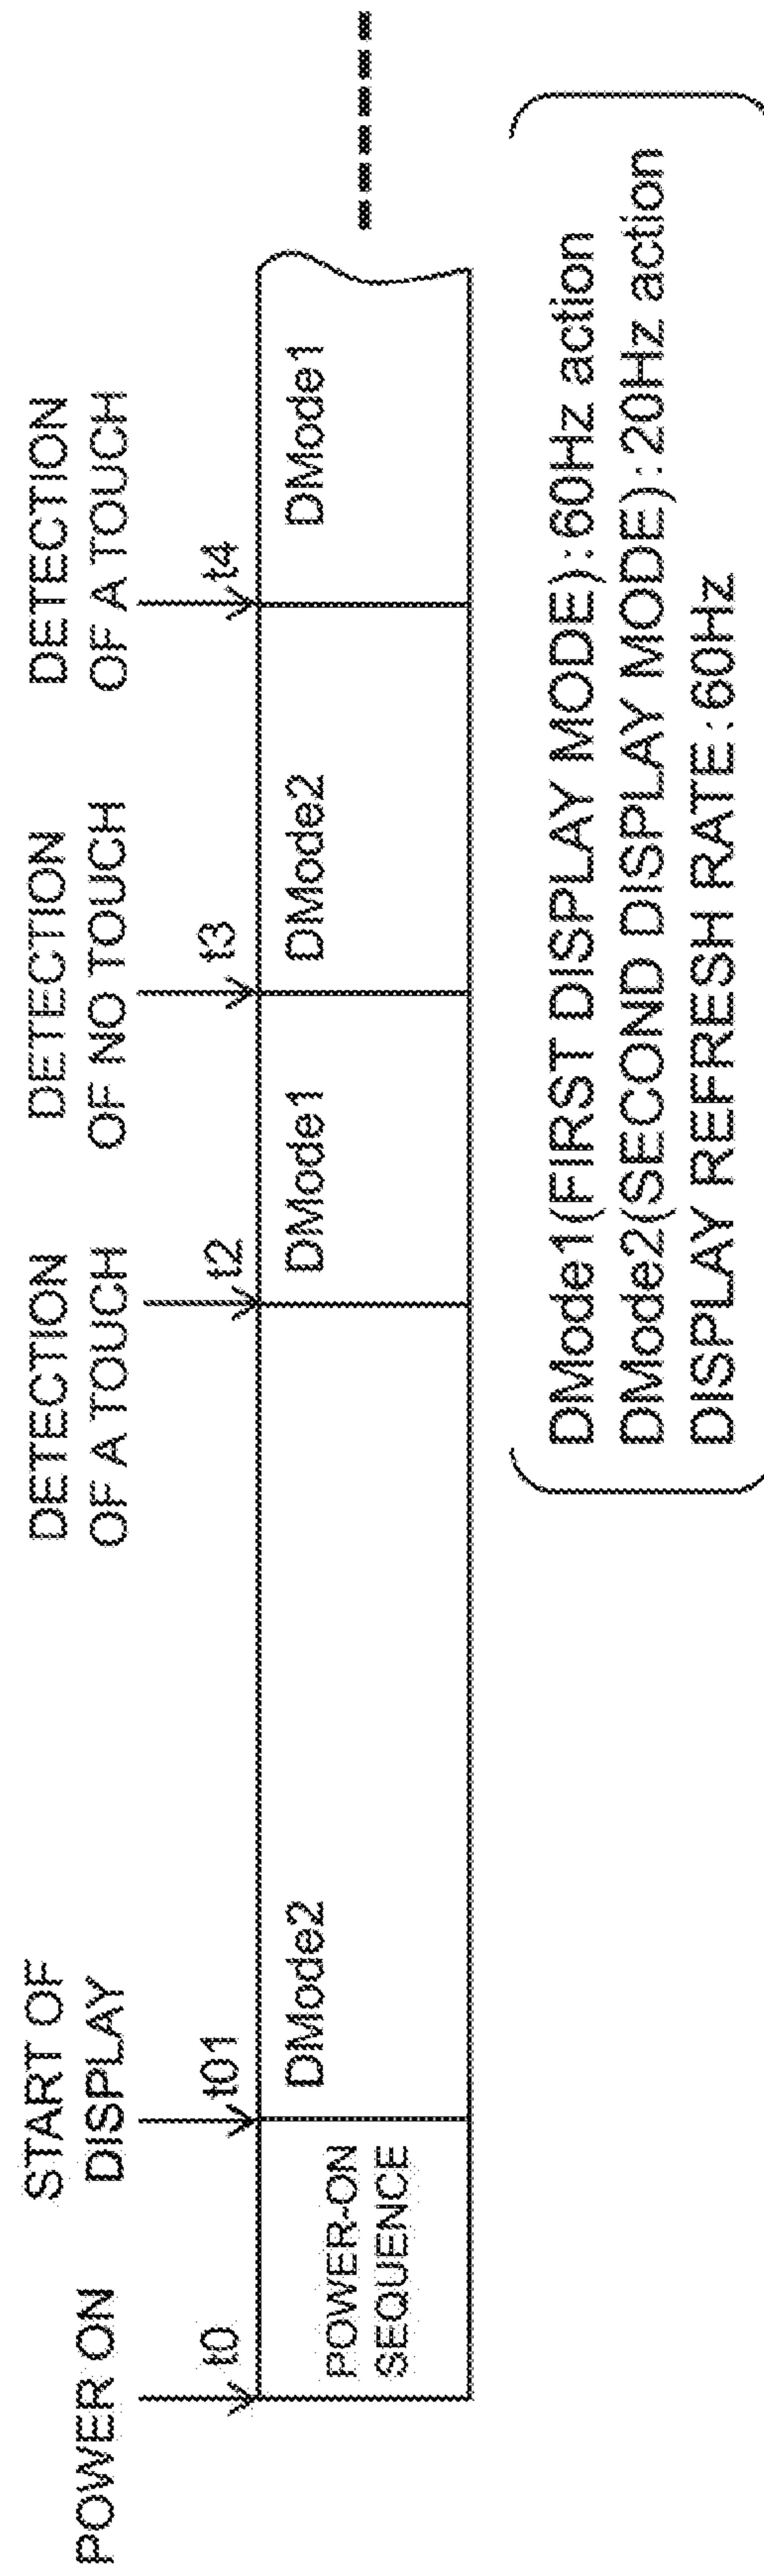 POWER ON
START OF
DISPLAY
DETECTION
OF A TOUCH
DETECTION
OF NO TOUCH
DETECTION
OF A TOUCH
t0
t01
t2
t3
t4
POWER-ON
SEQUENCE
DMode2
DMode1
DMode2
DMode1
DMode1(FIRST DISPLAY MODE):60Hz action
DMode2(SECOND DISPLAY MODE):20Hz action
DISPLAY REFRESH RATE:60Hz